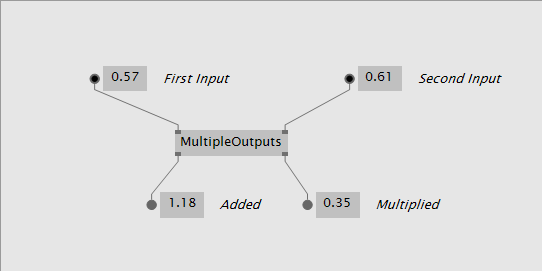 0.57 First Input
0.61 Second Input
MultipleOutputs
1.18 Added
0.35 Multiplied